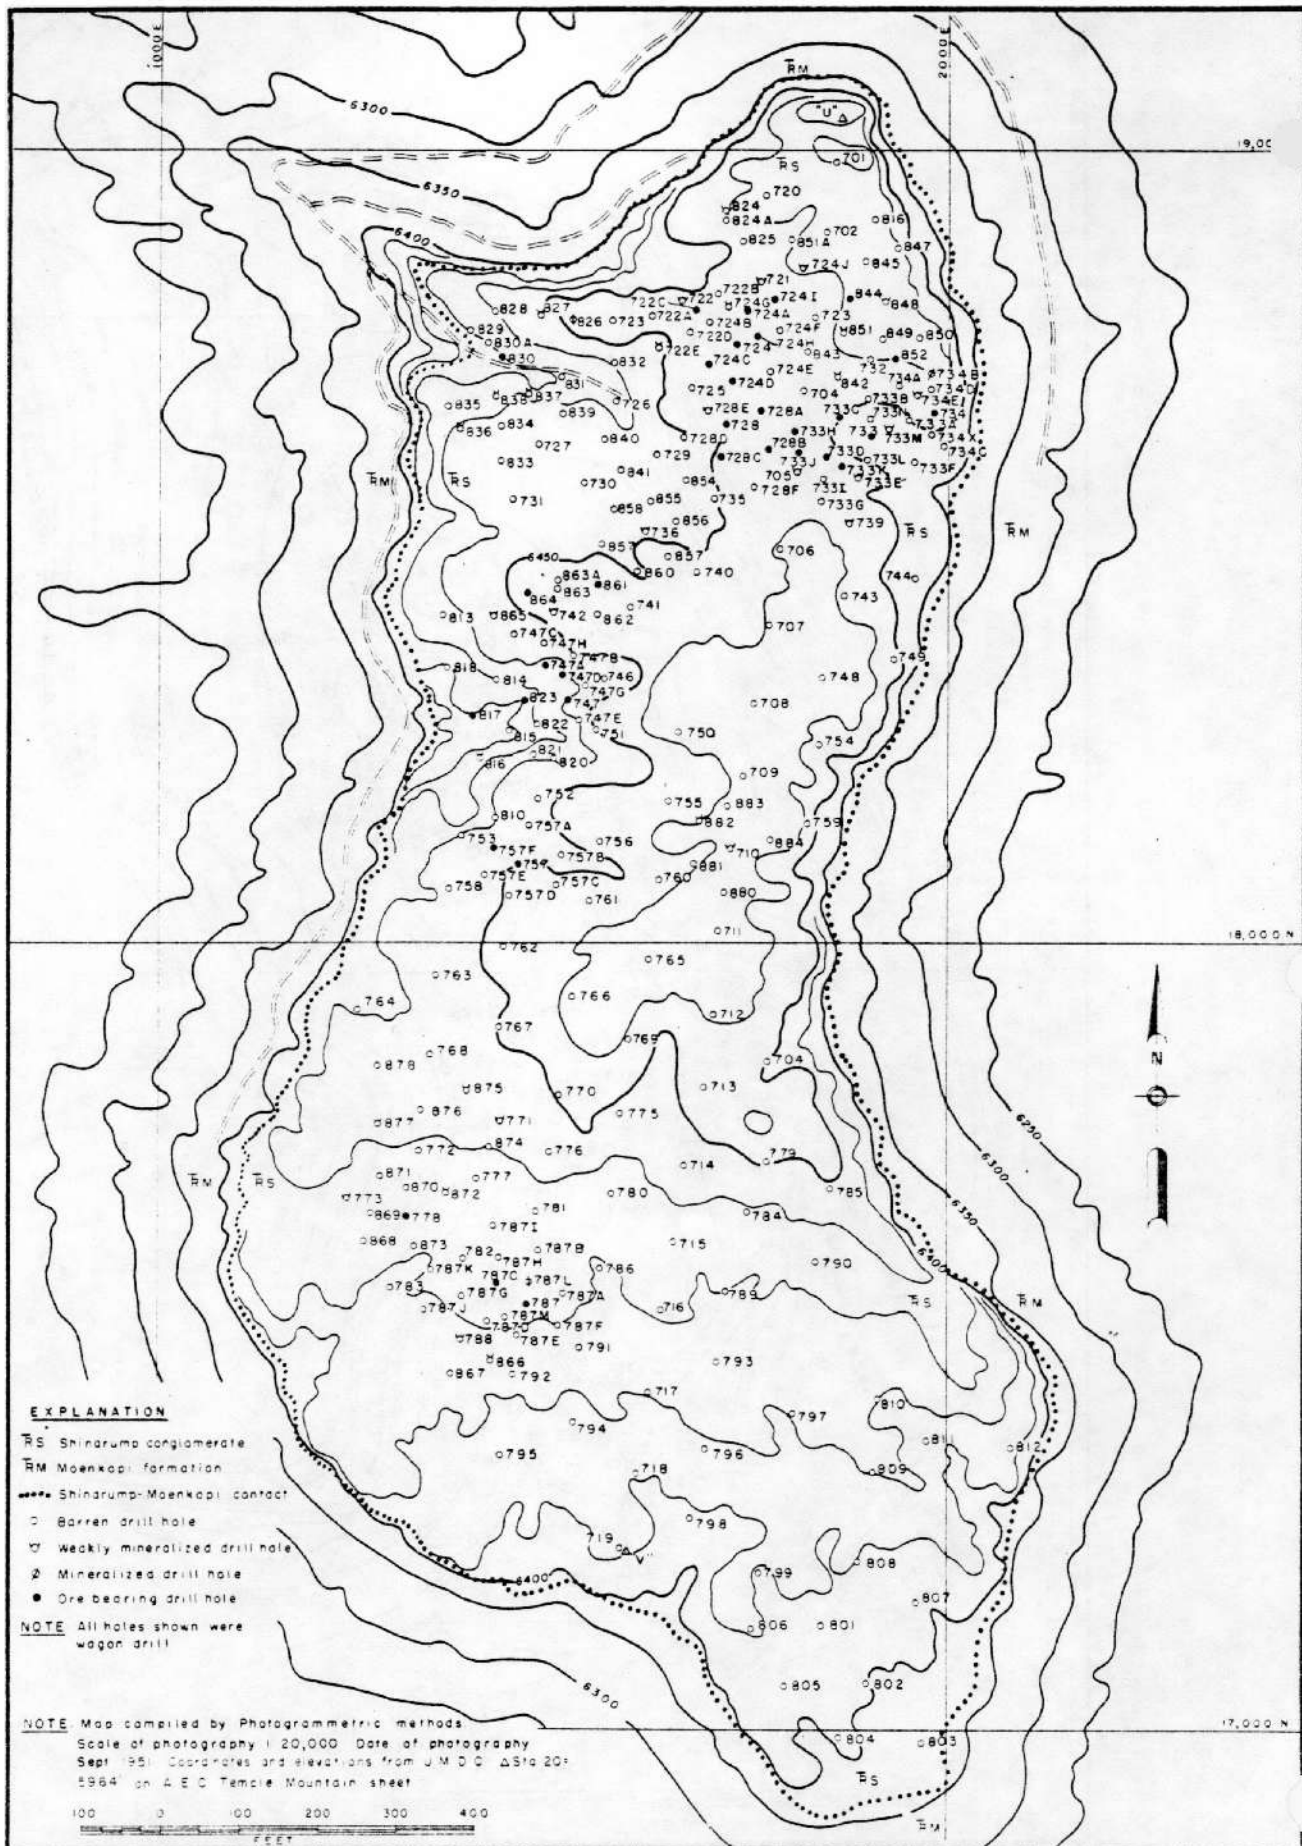 1000E
2000E
R̄M
6300
"U" Δ
19,00
701
R̄S
6350
720
824
824A
816
702
6400
825
851A
847
724J
845
721
722B
722C
722
724G
724I
844
848
828
827
826
723
722A
724B
724A
723
829
722D
724F
851
849
850
830A
722E
724
724H
843
830
832
724C
852
732
724E
842
734A
734B
831
725
724D
704
734D
838
837
733B
734E
835
726
728E
728A
733C
733N
839
734
836
834
728
733H
733
733A
733M
734X
727
840
728D
728B
734C
729
728C
733D
833
733J
733L
733F
R̄M
R̄S
841
705
733K
730
854
728F
733I
733E
731
855
735
733G
858
856
739
R̄S
R̄M
736
857
706
6450
857
863A
861
860
740
744
864
863
813
865
742
741
743
862
747C
707
747H
747B
749
818
747A
814
747D
746
748
747G
823
747
708
817
747E
822
815
751
750
754
821
816
820
709
752
755
883
810
882
759
757A
753
756
884
757F
710
757B
757
881
757E
757C
760
758
757D
761
880
711
18,000 N
762
765
763
766
764
712
767
769
768
704
N
878
875
770
713
876
775
877
771
6250
874
772
776
714
779
6300
871
777
R̄M
R̄S
870
872
785
773
780
6350
869
778
781
784
787I
868
873
715
782
787B
6400
787H
790
787K
786
787C
787L
783
789
787G
787A
R̄S
R̄M
787
787J
716
787M
787D
787F
788
787E
791
866
793
867
792
717
EXPLANATION
810
797
R̄S Shinarump conglomerate
794
811
812
795
796
R̄M Moenkopi formation
718
809
Shinarump-Moenkopi contact
Barren drill hole
798
719
Δ "V"
Weakly mineralized drill hole
808
799
6400
Mineralized drill hole
Ore bearing drill hole
807
NOTE All holes shown were
wagon drill
806
801
6300
805
802
NOTE Map compiled by Photogrammetric methods
17,000 N
Scale of photography 1:20,000 Date of photography
804
803
Sept 1951 Coordinates and elevations from J.M.D.C. ΔSta 20=
5964' on A.E.C. Temple Mountain sheet
R̄S
100 0 100 200 300 400
FEET
R̄M